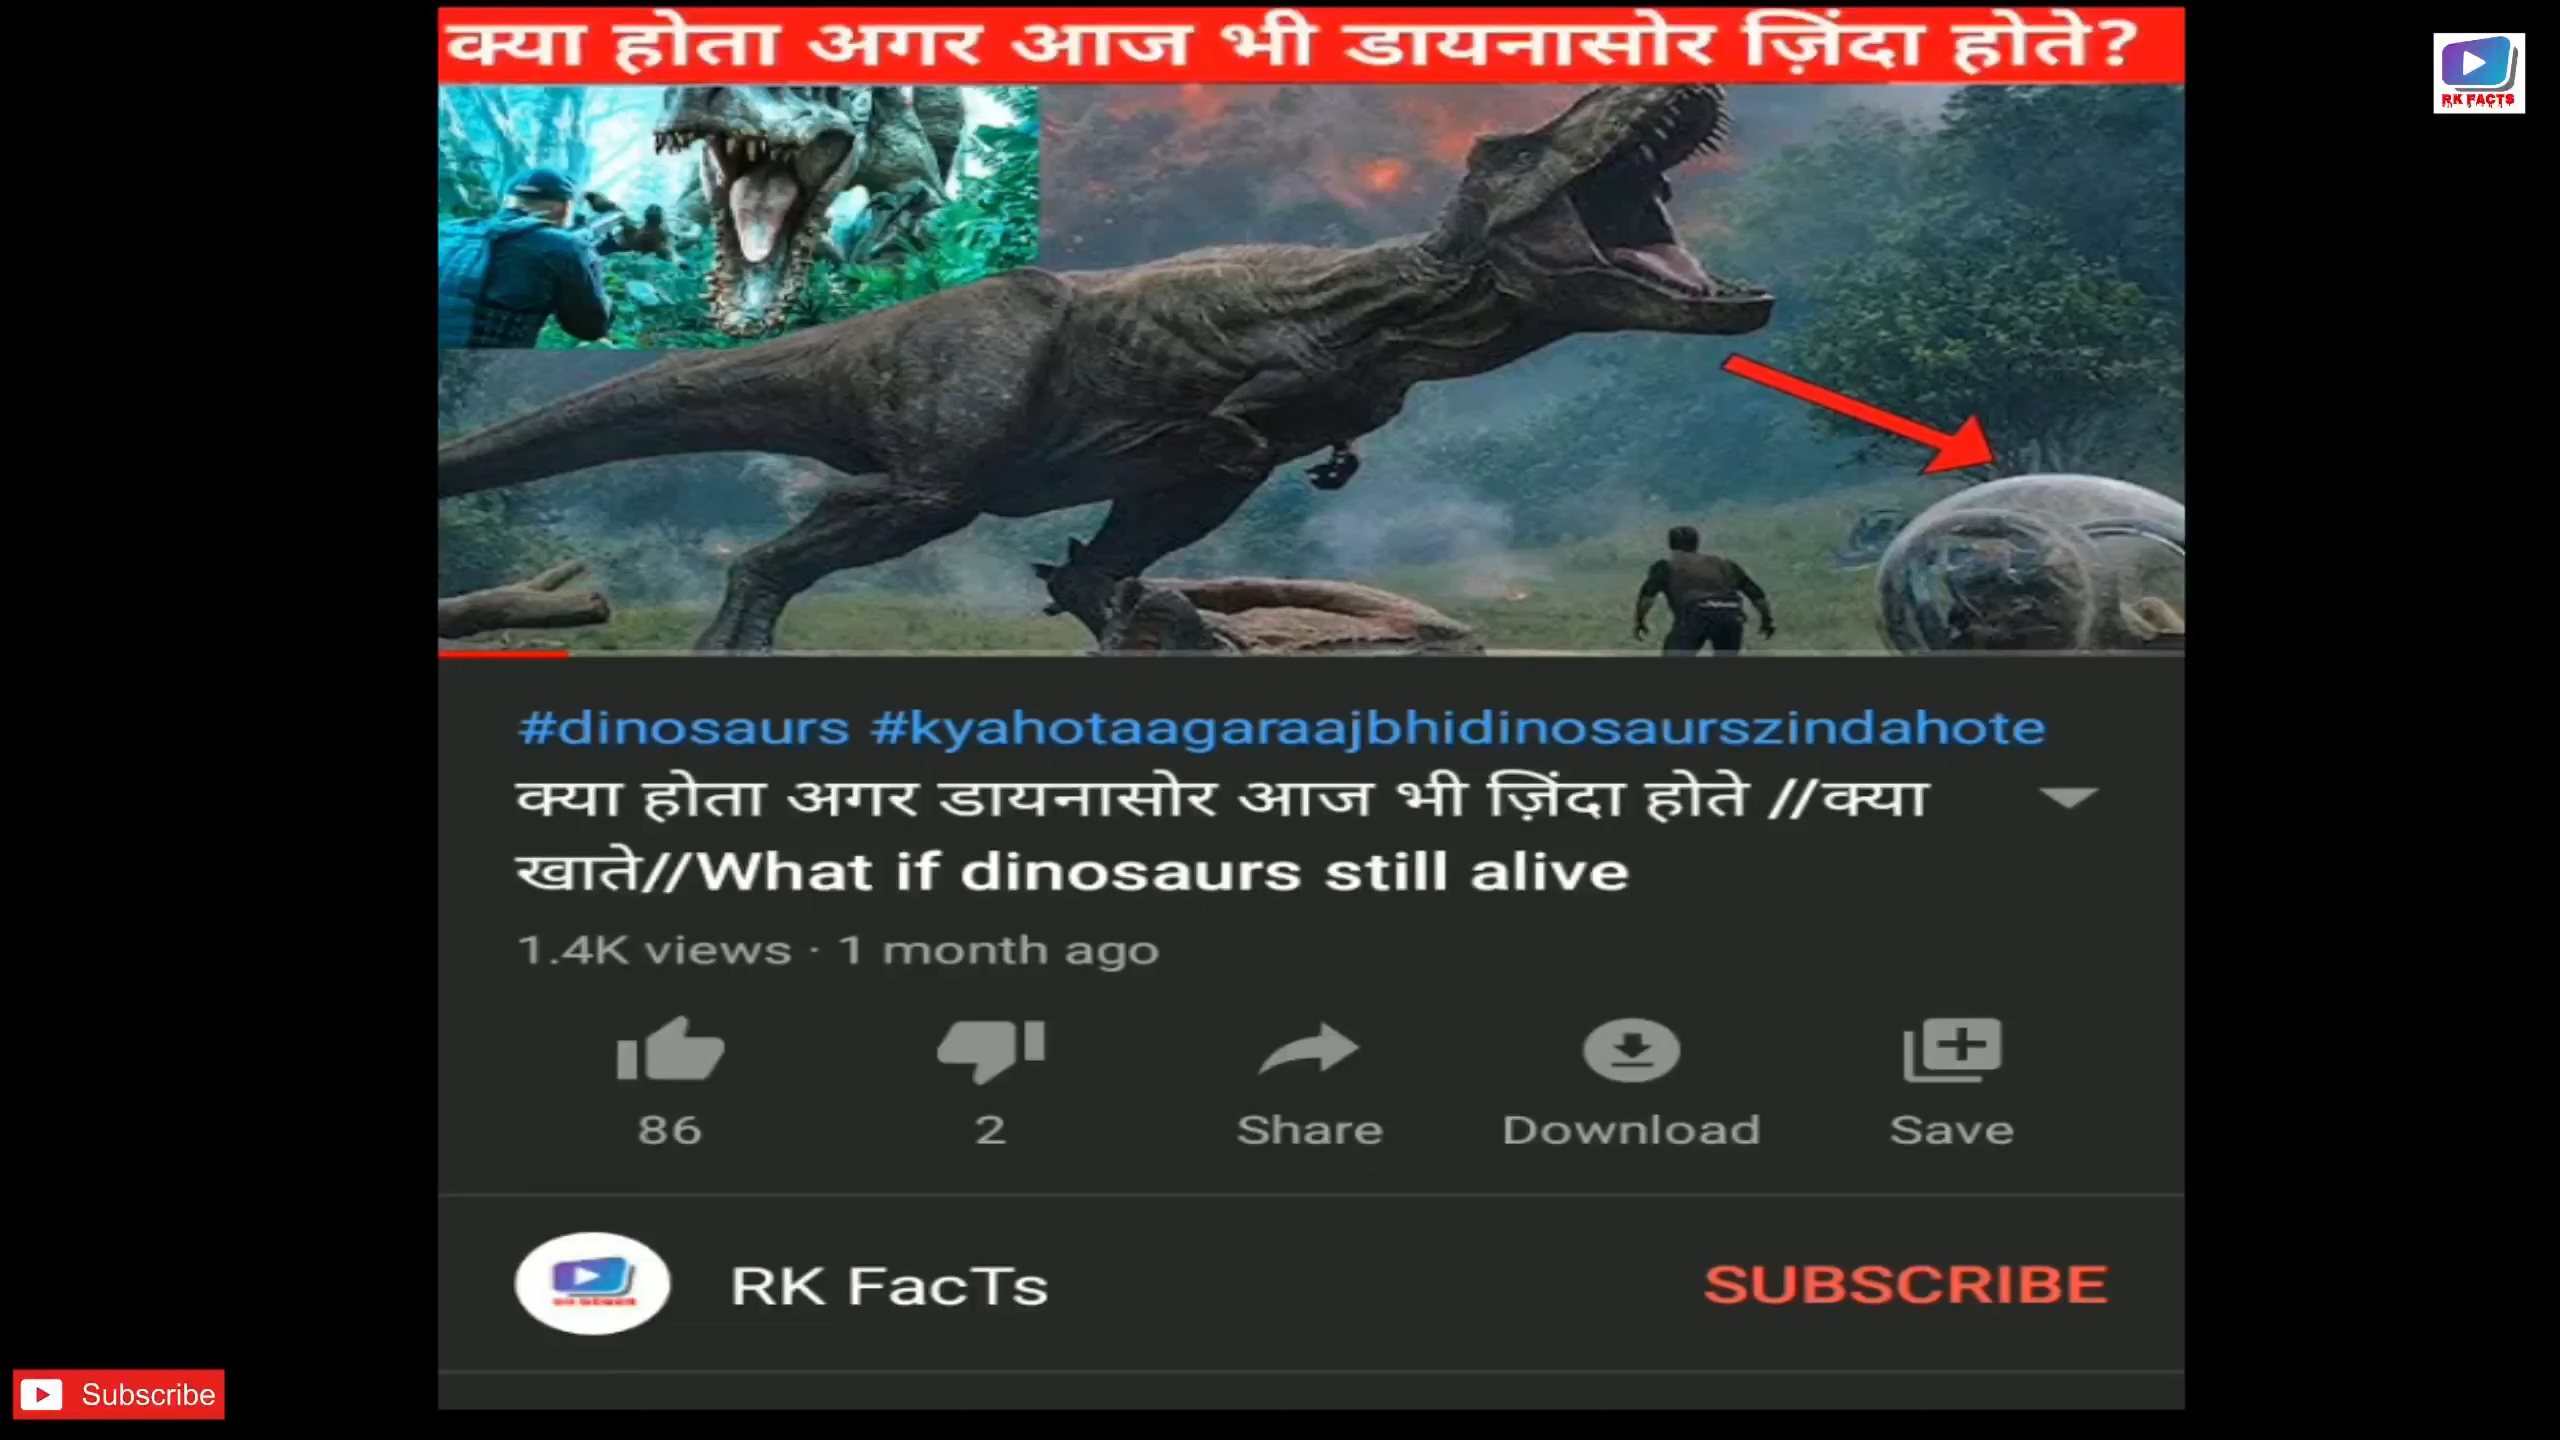 क्या होता अगर आज भी डायनासोर ज़िंदा होते?
RK FACTS
#dinosaurs #kyahotaagaraajbhidinosaurszindahote
क्या होता अगर डायनासोर आज भी ज़िंदा होते //क्या
खाते//What if dinosaurs still alive
1.4K views · 1 month ago
86
2
Share
Download
Save
RK FacTs
SUBSCRIBE
Subscribe